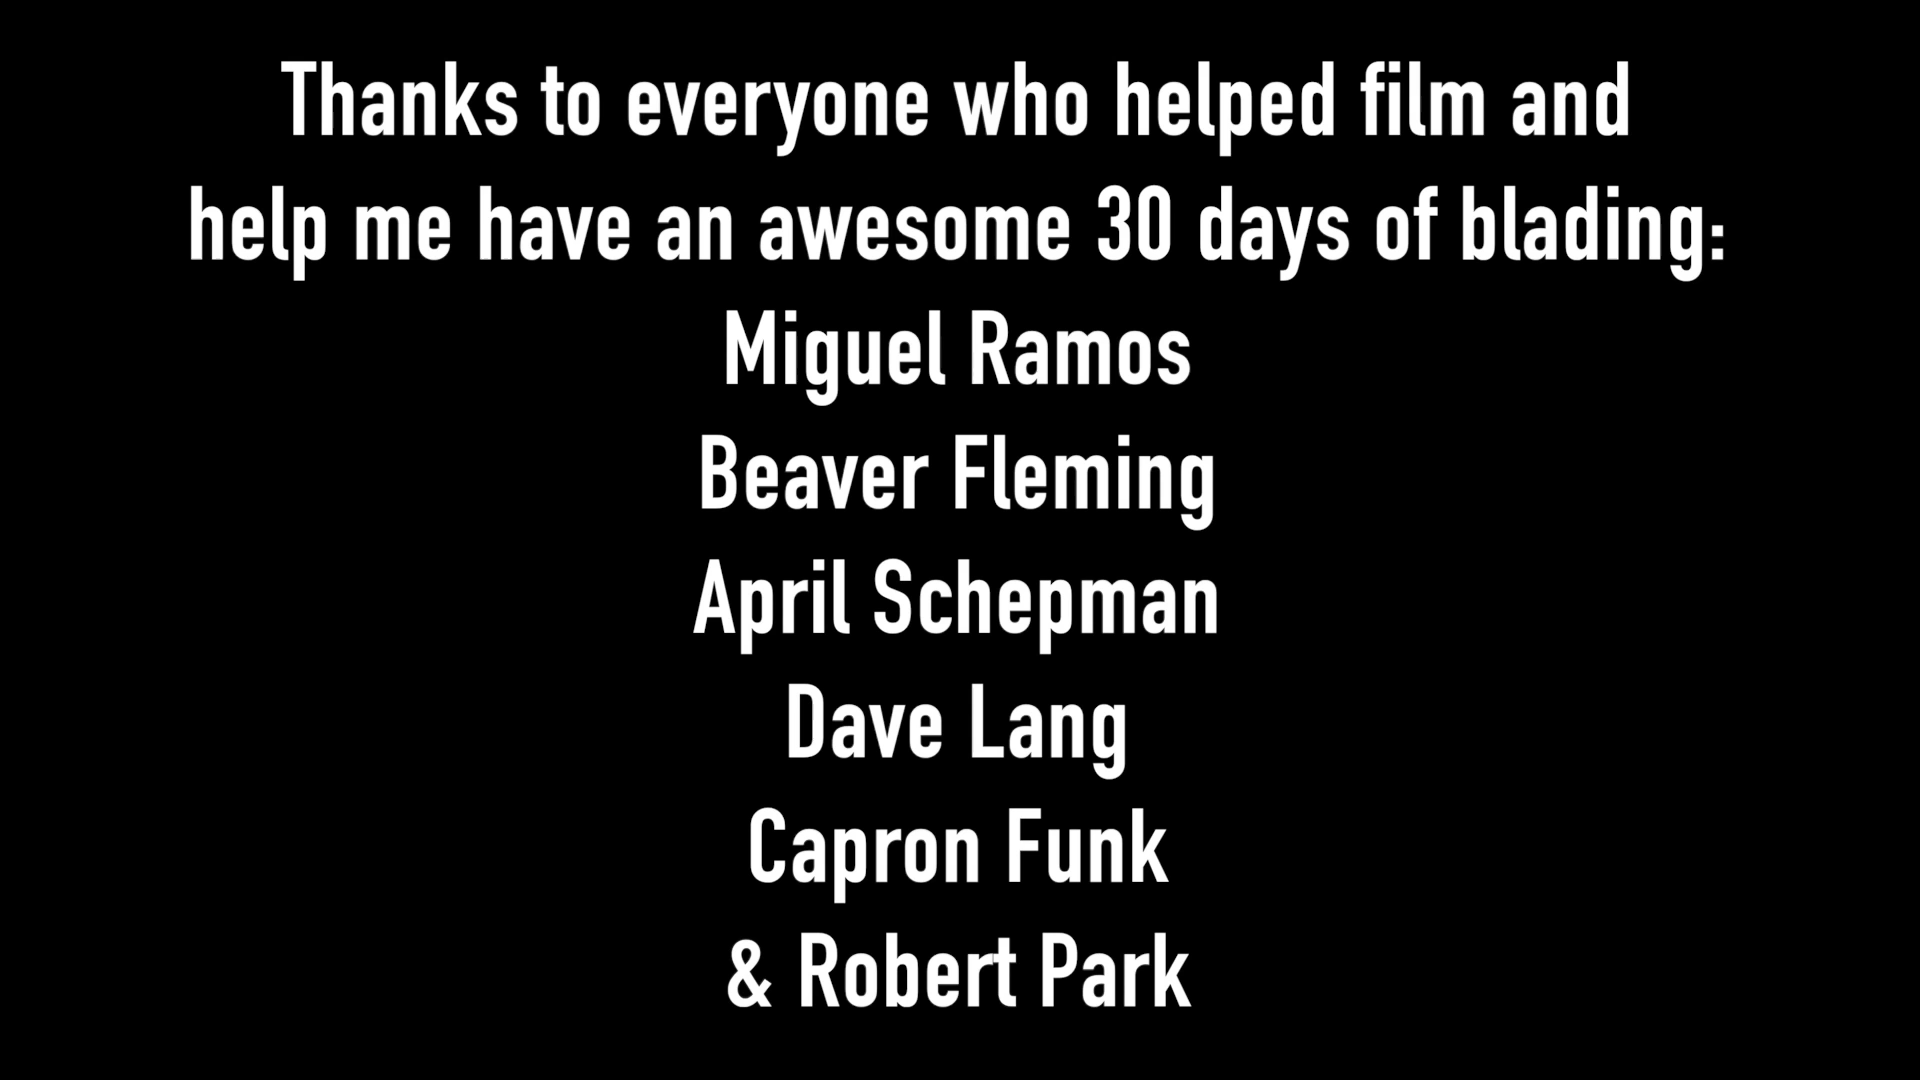 Thanks to everyone who helped film and
help me have an awesome 30 days of blading:
Miguel Ramos
Beaver Fleming
April Schepman
Dave Lang
Capron Funk
& Robert Park